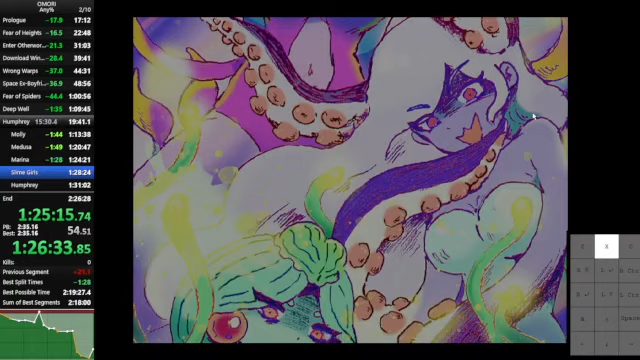 OMORI
Any% 2/10
Prologue -17.9 17:12
Fear of Heights -16.5 22:48
Enter Otherwor... -21.3 31:03
Download Win... -28.4 39:41
Wrong Warps -37.0 44:31
Space Ex-Boyfri... -36.9 48:56
Fear of Spiders -44.4 1:00:56
Deep Well -1:35 1:09:45
Humphrey 15:30.4 19:41.1
Molly -1:44 1:13:38
Medusa -1:49 1:20:47
Marina -1:28 1:24:21
Slime Girls 1:28:24
Humphrey 1:31:02
End 2:26:28
1:25:15.74
PB: 2:35.16
Best: 2:35.16
54.51
1:26:33.85
Kills: 0
Previous Segment +21.1
Best Split Times -1:28
Best Possible Time 2:19:27.4
Sum of Best Segments 2:18:00
X
Space